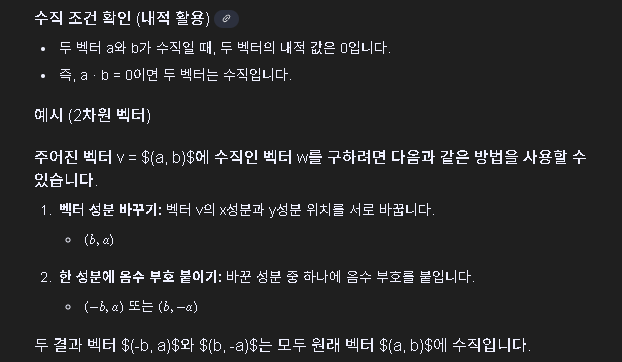 수직 조건 확인 (내적 활용)
• 두 벡터 a와 b가 수직일 때, 두 벡터의 내적 값은 0입니다.
• 즉, a · b = 0이면 두 벡터는 수직입니다.
예시 (2차원 벡터)
주어진 벡터 v = $(a, b)$에 수직인 벡터 w를 구하려면 다음과 같은 방법을 사용할 수
있습니다.
1. 벡터 성분 바꾸기: 벡터 v의 x성분과 y성분 위치를 서로 바꿉니다.
◦ (b, a)
2. 한 성분에 음수 부호 붙이기: 바꾼 성분 중 하나에 음수 부호를 붙입니다.
◦ (−b, a) 또는 (b, −a)
두 결과 벡터 $(-b, a)$와 $(b, -a)$는 모두 원래 벡터 $(a, b)$에 수직입니다.